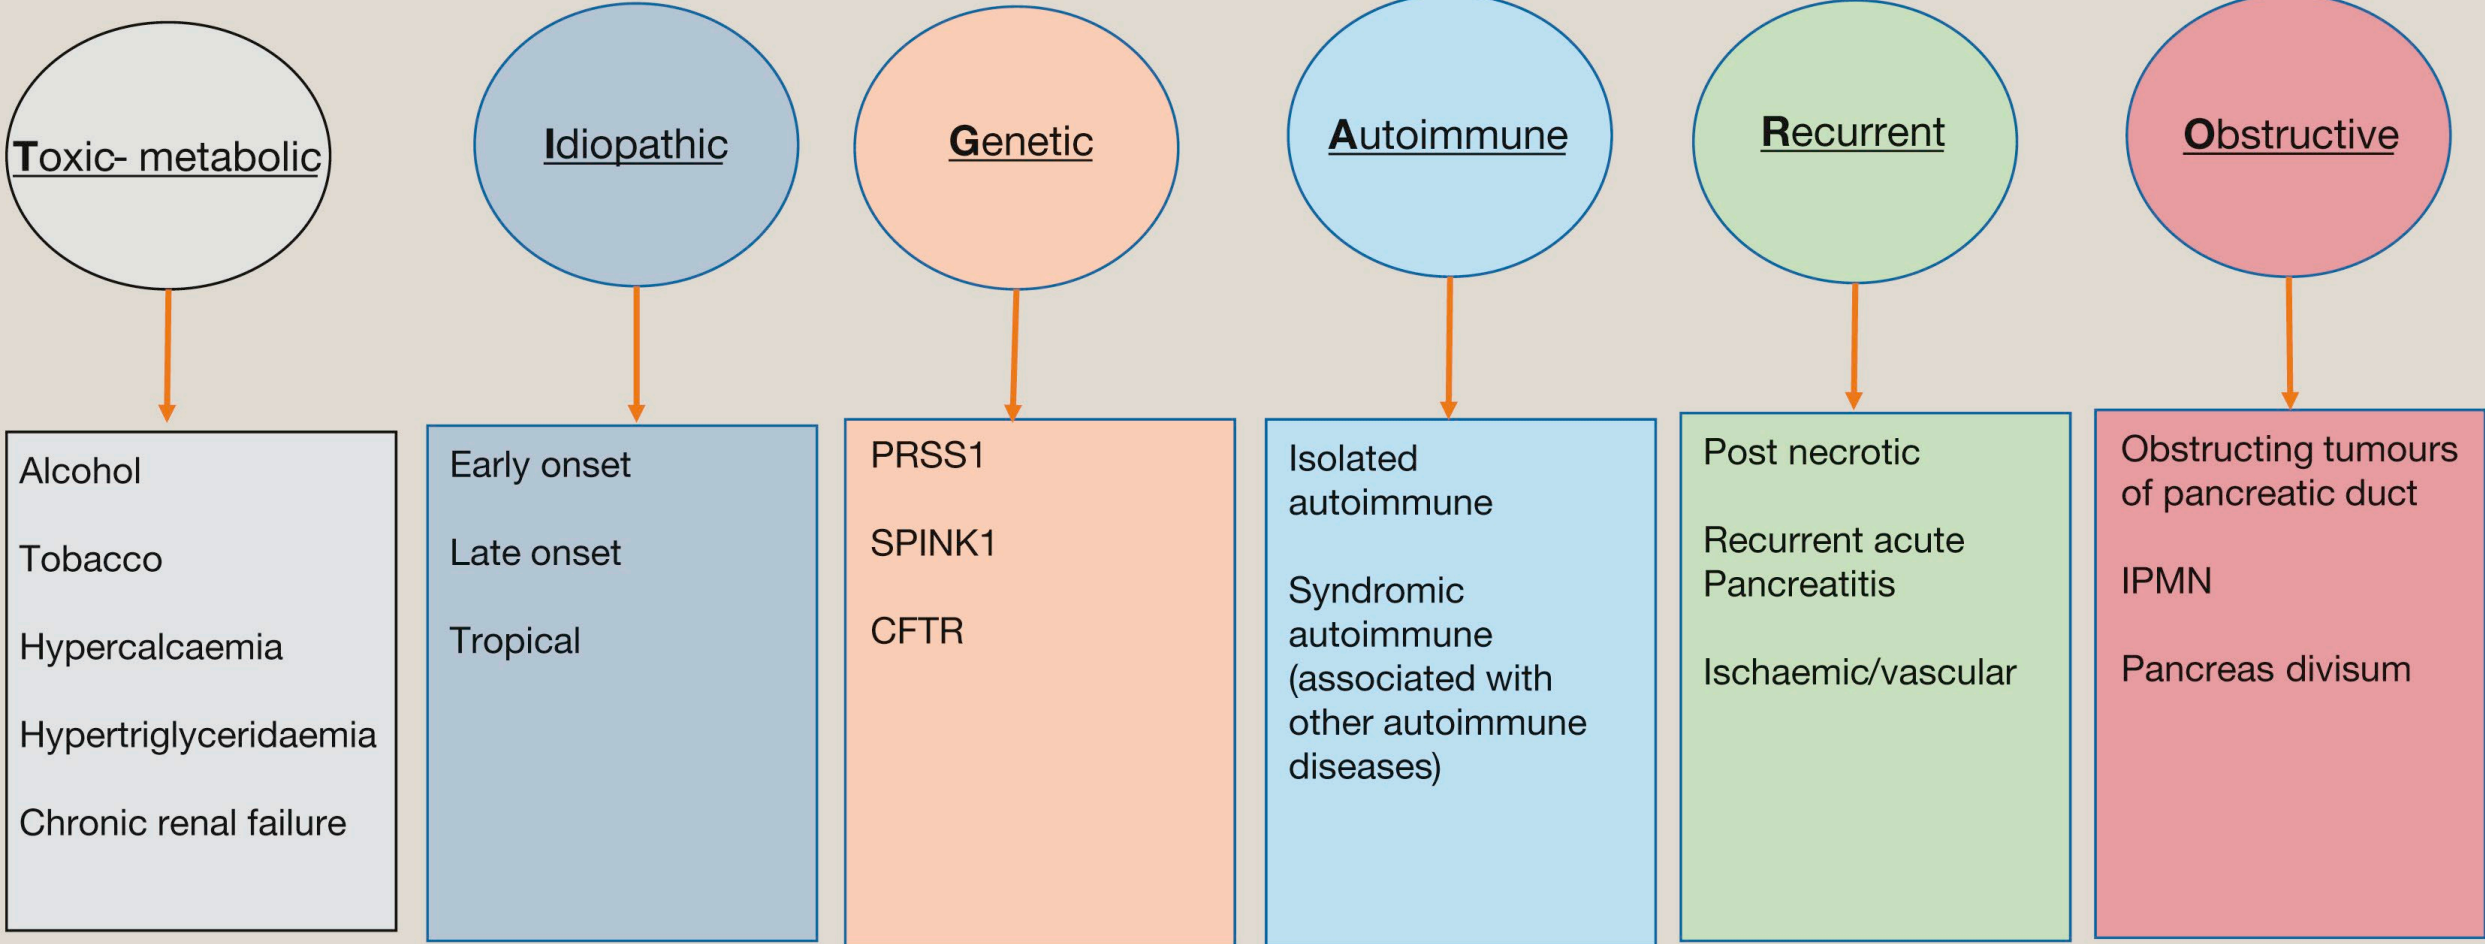 Toxic- metabolic
Idiopathic
Genetic
Autoimmune
Recurrent
Obstructive
Alcohol
Tobacco
Hypercalcaemia
Hypertriglyceridaemia
Chronic renal failure
Early onset
Late onset
Tropical
PRSS1
SPINK1
CFTR
Isolated
autoimmune
Syndromic
autoimmune
(associated with
other autoimmune
diseases)
Post necrotic
Recurrent acute
Pancreatitis
Ischaemic/vascular
Obstructing tumours
of pancreatic duct
IPMN
Pancreas divisum